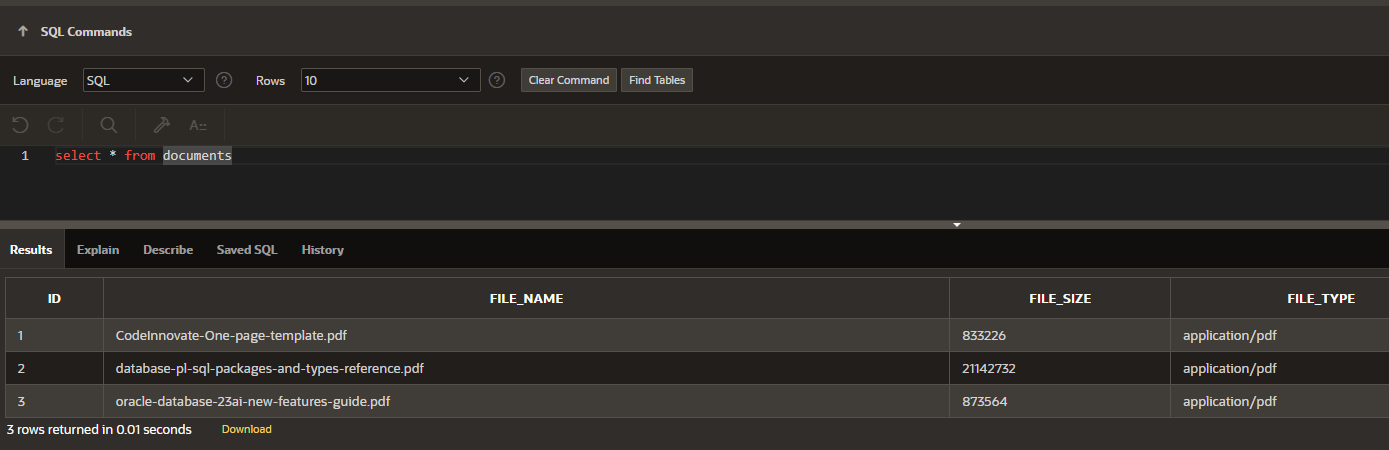 SQL Commands
Language SQL ? Rows 10 ? Clear Command Find Tables
A::
1 select * from documents
Results Explain Describe Saved SQL History
ID FILE_NAME FILE_SIZE FILE_TYPE
1 CodeInnovate-One-page-template.pdf 833226 application/pdf
2 database-pl-sql-packages-and-types-reference.pdf 21142732 application/pdf
3 oracle-database-23ai-new-features-guide.pdf 873564 application/pdf
3 rows returned in 0.01 seconds Download